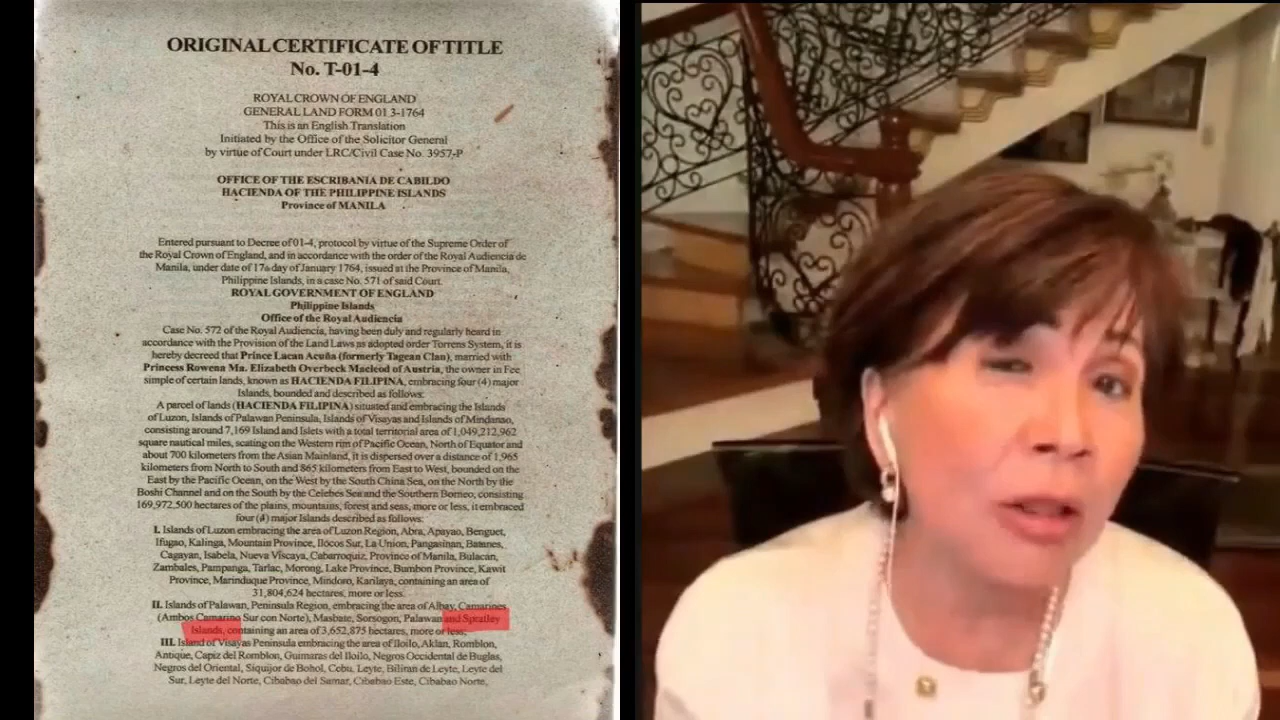 ORIGINAL CERTIFICATE OF TITLE
No. T-01-4
ROYAL CROWN OF ENGLAND
GENERAL LAND FORM 01 3-1764
This is an English Translation
Initiated by the Office of the Solicitor General
by virtue of Court under LRC/Civil Case No. 3957-P
OFFICE OF THE ESCRIBANIA DE CABILDO
HACIENDA OF THE PHILIPPINE ISLANDS
Province of MANILA
Entered pursuant to Decree of 01-4, protocol by virtue of the Supreme Order of
the Royal Crown of England, and in accordance with the order of the Royal Audiencia de
Manila, under date of 17th day of January 1764, issued at the Province of Manila,
Philippine Islands, in a case No. 571 of said Court.
ROYAL GOVERNMENT OF ENGLAND
Philippine Islands
Office of the Royal Audiencia
Case No. 572 of the Royal Audiencia, having been duly and regularly heard in
accordance with the Provision of the Land Laws as adopted order Torrens System, it is
hereby decreed that Prince Lacan Acuña (formerly Tagean Clan), married with
Princess Rowena Ma. Elizabeth Overbeck Macleod of Austria, the owner in Fee
simple of certain lands, known as HACIENDA FILIPINA, embracing four (4) major
Islands, bounded and described as follows:
A parcel of lands (HACIENDA FILIPINA) situated and embracing the Islands
of Luzon, Islands of Palawan Peninsula, Islands of Visayas and Islands of Mindanao,
consisting around 7,169 Island and Islets with a total territorial area of 1,049,212,962
square nautical miles, seating on the Western rim of Pacific Ocean, North of Equator and
about 700 kilometers from the Asian Mainland, it is dispersed over a distance of 1,965
kilometers from North to South and 865 kilometers from East to West, bounded on the
East by the Pacific Ocean, on the West by the South China Sea, on the North by the
Boshi Channel and on the South by the Celebes Sea and the Southern Borneo, consisting
169,972,500 hectares of the plains, mountains, forest and seas, more or less, it embraced
four (4) major Islands described as follows:
I. Islands of Luzon embracing the area of Luzon Region, Abra, Apayao, Benguet,
Ifugao, Kalinga, Mountain Province, Ilocos Sur, La Union, Pangasinan, Batanes,
Cagayan, Isabela, Nueva Viscaya, Cabarroquiz, Province of Manila, Bulacan,
Zambales, Pampanga, Tarlac, Morong, Lake Province, Bumbon Province, Kawit
Province, Marinduque Province, Mindoro, Karilaya, containing an area of
31,804,624 hectares, more or less.
II. Islands of Palawan, Peninsula Region, embracing the area of Albay, Camarines
(Ambos Camarino Sur con Norte), Masbate, Sorsogon, Palawan and Spratley
Islands, containing an area of 3,652,875 hectares, more or less;
III. Island of Visayas Peninsula embracing the area of Iloilo, Aklan, Romblon,
Antique, Capiz del Romblon, Guimaras del Iloilo, Negros Occidental de Buglas,
Negros del Oriental, Siquijor de Bohol, Cebu, Leyte, Biliran de Leyte, Leyte del
Sur, Leyte del Norte, Cibabao del Samar, Cibabao Este, Cibabao Norte,